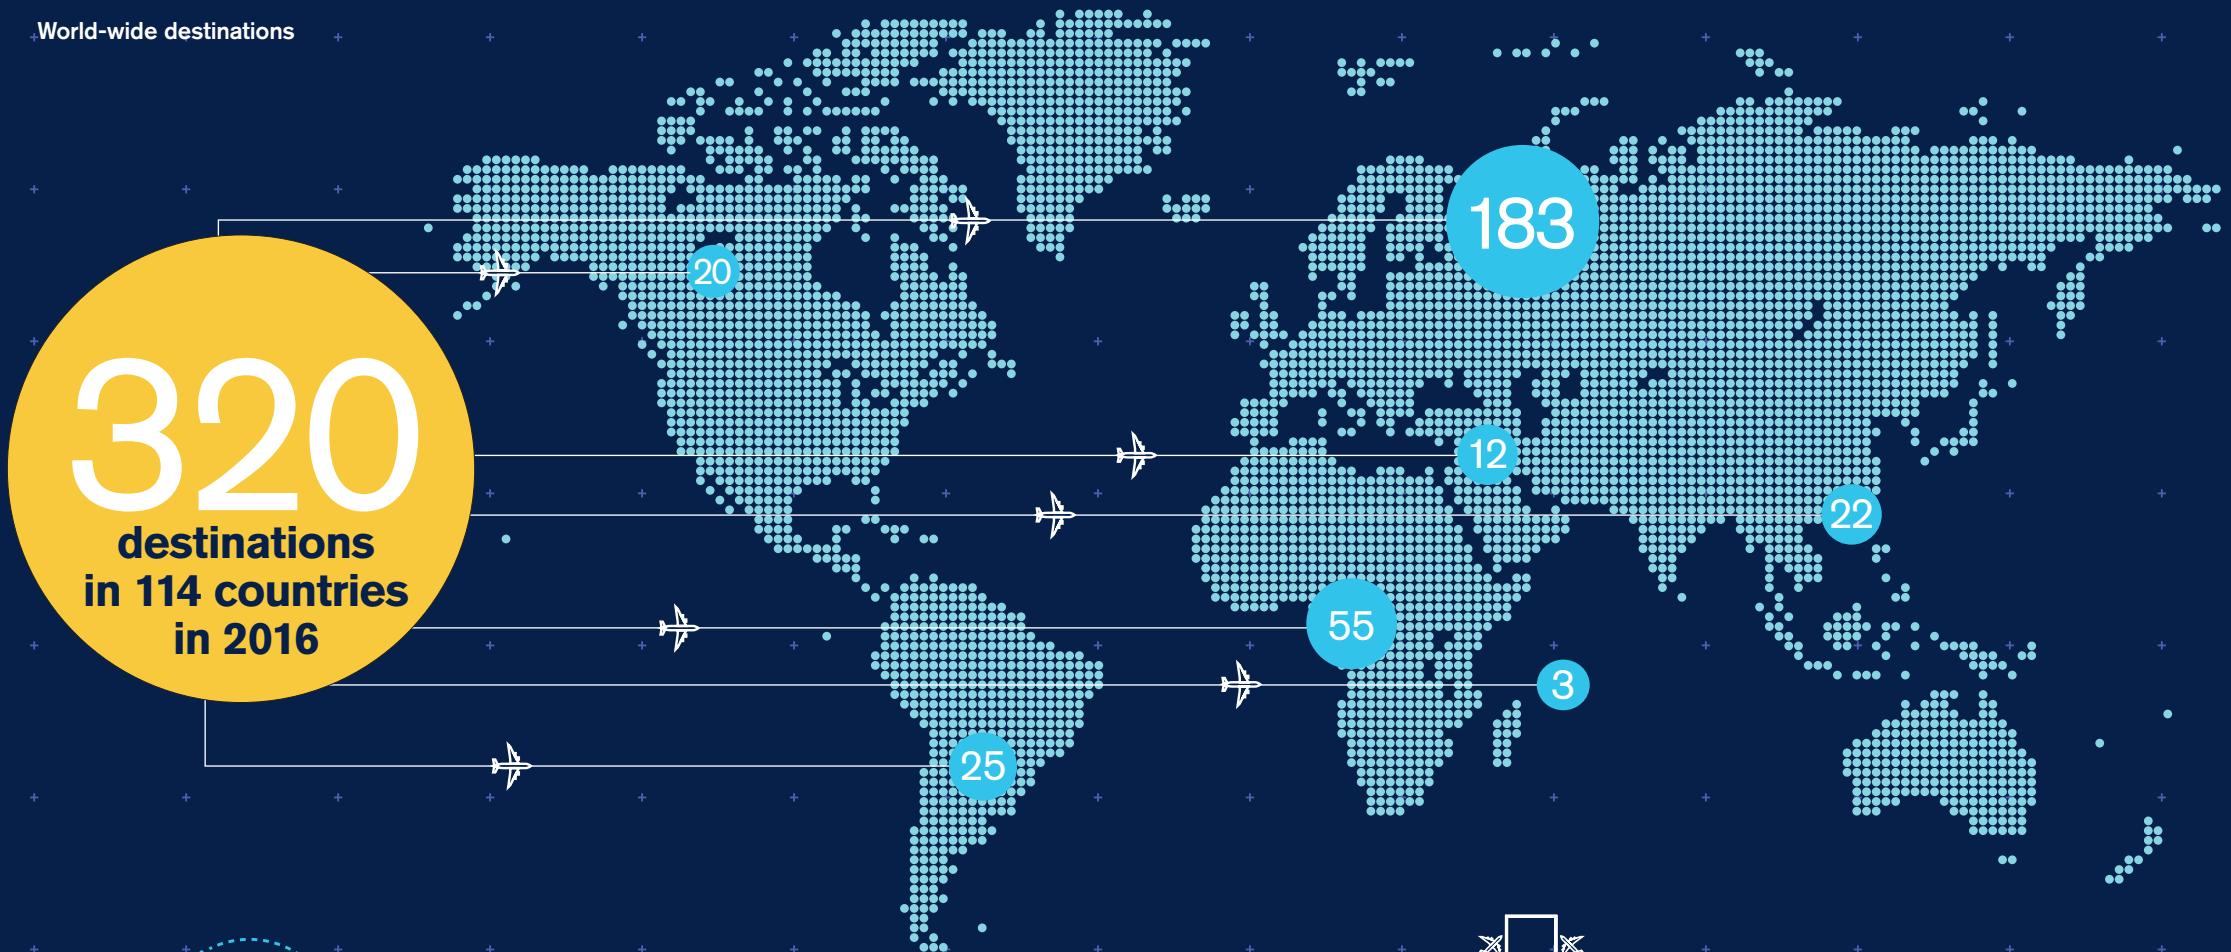 World-wide destinations
183
20
320
destinations
in 114 countries
in 2016
12
22
55
3
25